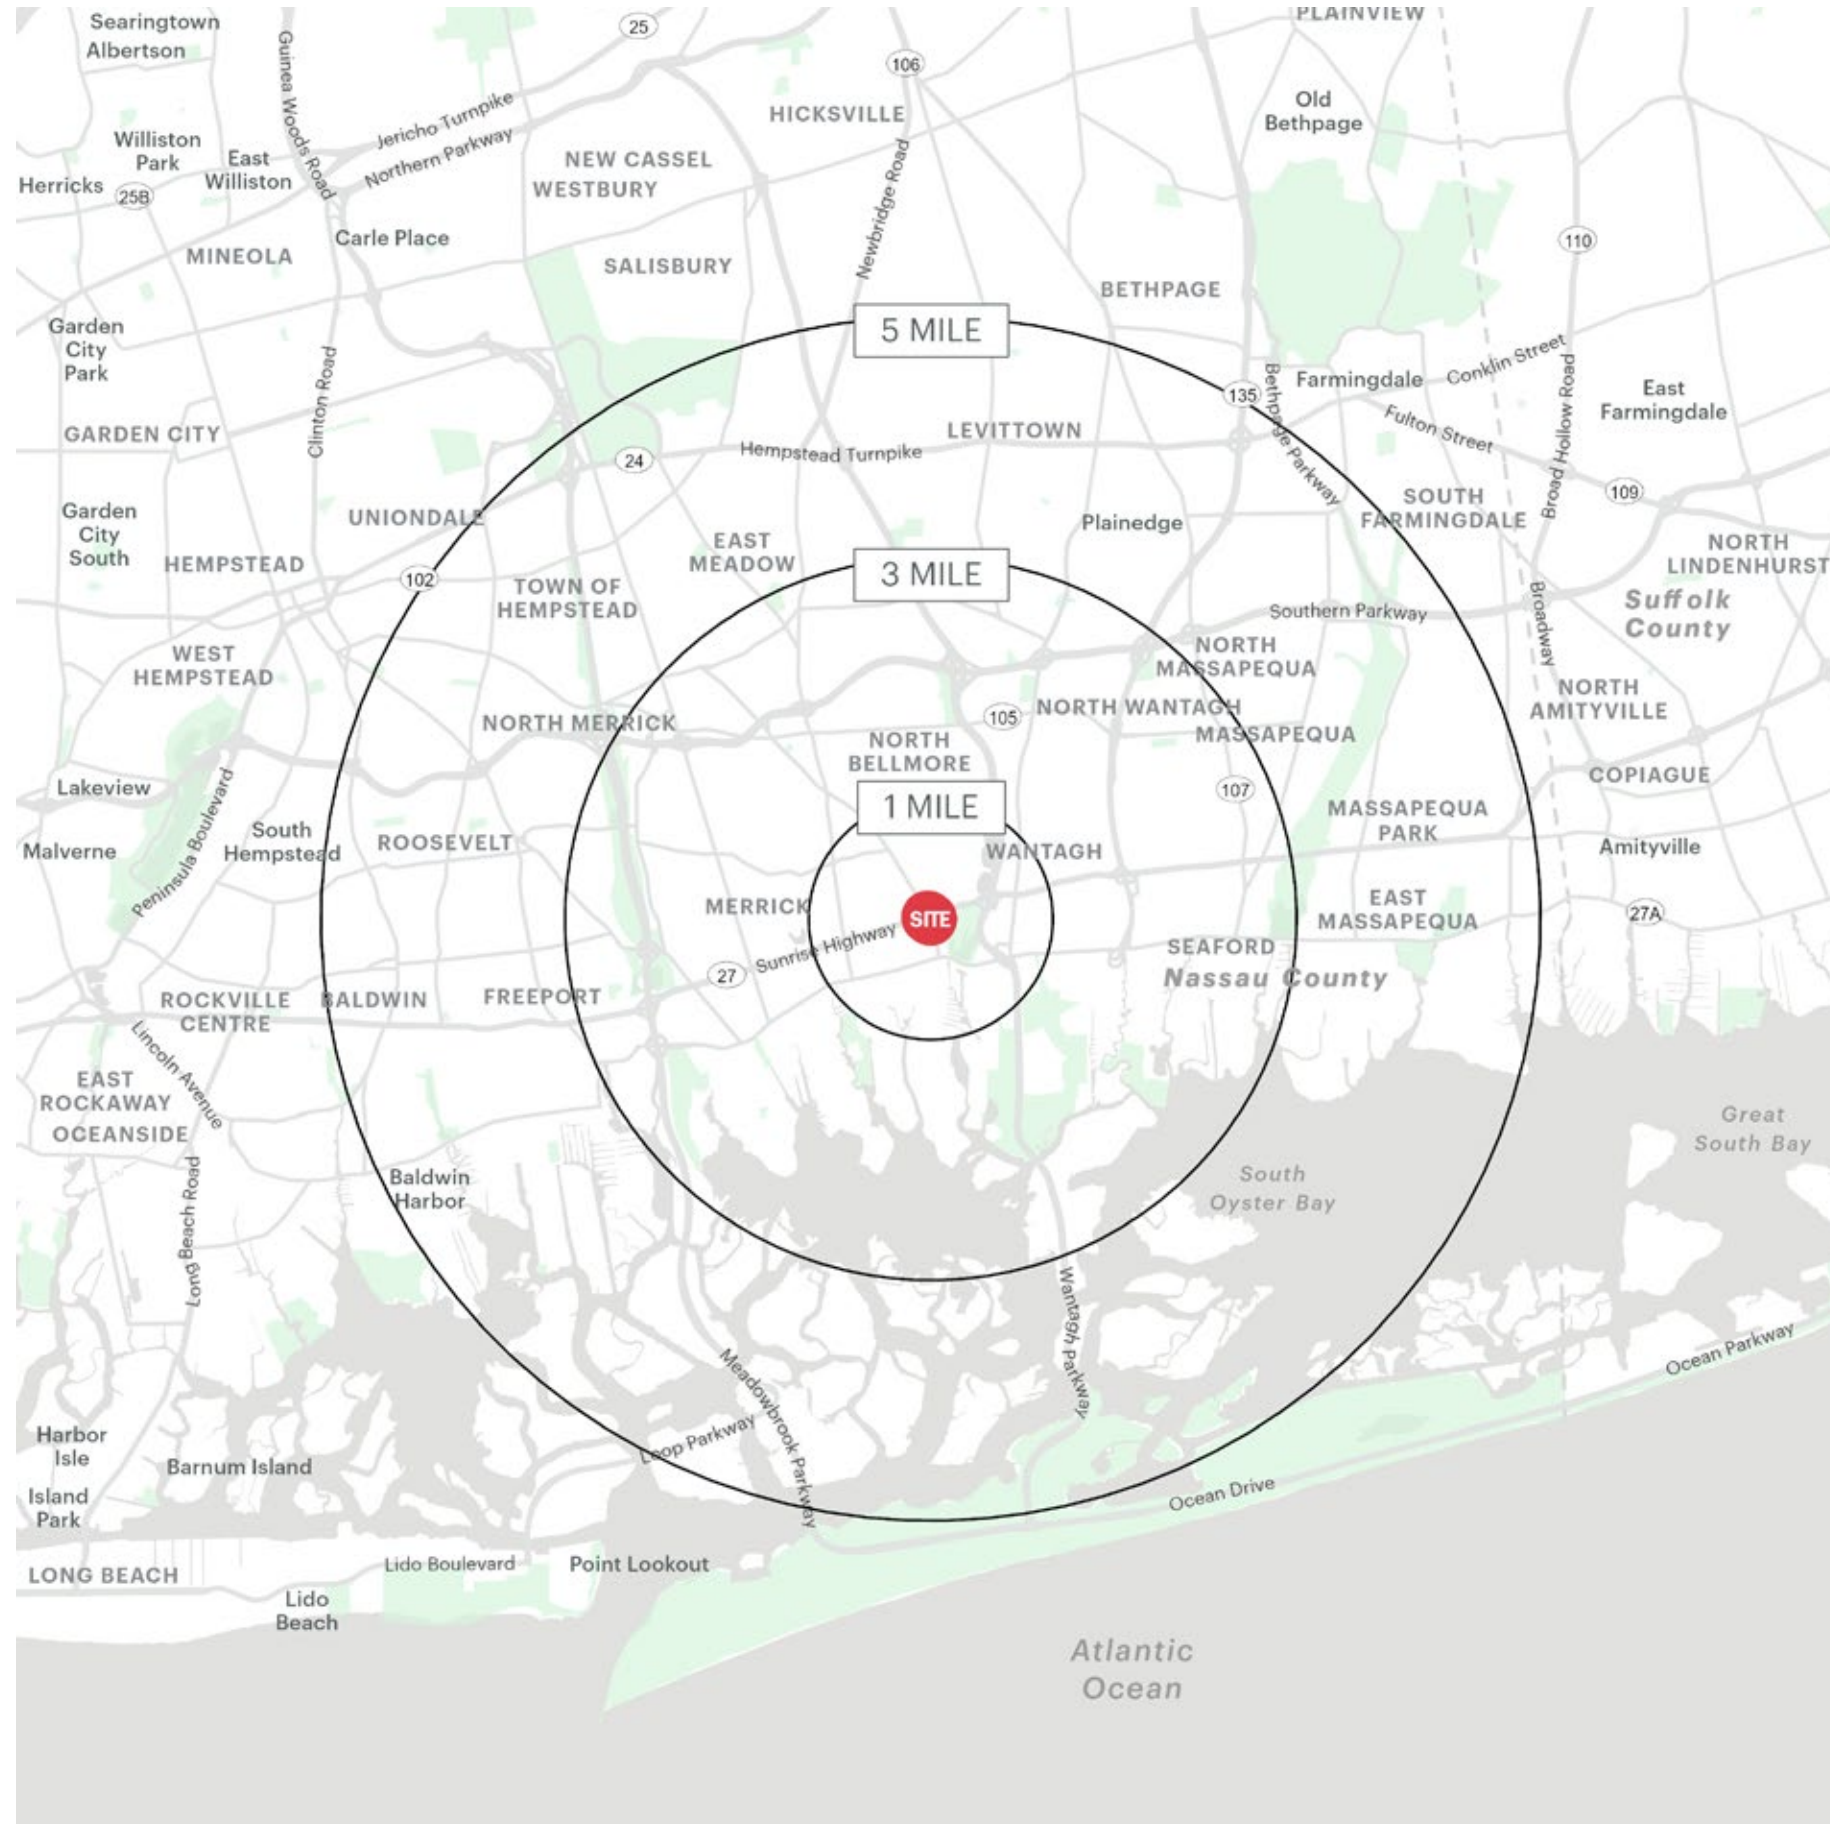 Searingtown
Albertson
25
PLAINVIEW
106
Guinea Woods Road
Jericho Turnpike
Northern Parkway
HICKSVILLE
Old
Bethpage
Williston
Park
East
Williston
Herricks
25B
NEW CASSEL
WESTBURY
Newbridge Road
Carle Place
MINEOLA
SALISBURY
110
BETHPAGE
Garden
City
Park
5 MILE
Clinton Road
Conklin Street
Farmingdale
135
Bethpage Parkway
Broad Hollow Road
East
Farmingdale
GARDEN CITY
LEVITTOWN
Fulton Street
Hempstead Turnpike
24
109
Garden
City
South
UNIONDALE
SOUTH
FARMINGDALE
Plainedge
EAST
MEADOW
NORTH
LINDENHURST
HEMPSTEAD
102
3 MILE
TOWN OF
HEMPSTEAD
Southern Parkway
Broadway
Suffolk
County
WEST
HEMPSTEAD
NORTH
MASSAPEQUA
NORTH
AMITYVILLE
NORTH MERRICK
105
NORTH WANTAGH
MASSAPEQUA
NORTH
BELLMORE
COPIAGUE
Lakeview
107
1 MILE
MASSAPEQUA
PARK
Peninsula Boulevard
South
Hempstead
ROOSEVELT
Malverne
WANTAGH
Amityville
MERRICK
SITE
EAST
MASSAPEQUA
27A
Sunrise Highway
27
SEAFORD
Nassau County
ROCKVILLE
CENTRE
BALDWIN
FREEPORT
Lincoln Avenue
EAST
ROCKAWAY
OCEANSIDE
Great
South Bay
Baldwin
Harbor
South
Oyster Bay
Long Beach Road
Wantagh Parkway
Meadowbrook Parkway
Loop Parkway
Ocean Parkway
Harbor
Isle
Barnum Island
Island
Park
Ocean Drive
LONG BEACH
Lido Boulevard
Point Lookout
Lido
Beach
Atlantic
Ocean